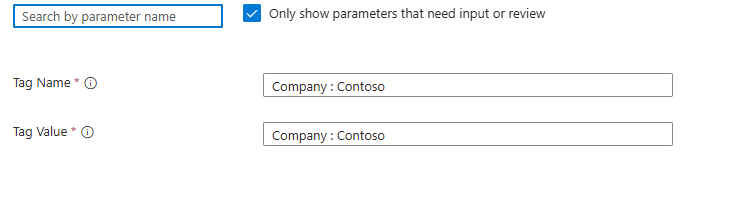 Search by parameter name
Only show parameters that need input or review
Tag Name *
Company : Contoso
Tag Value *
Company : Contoso